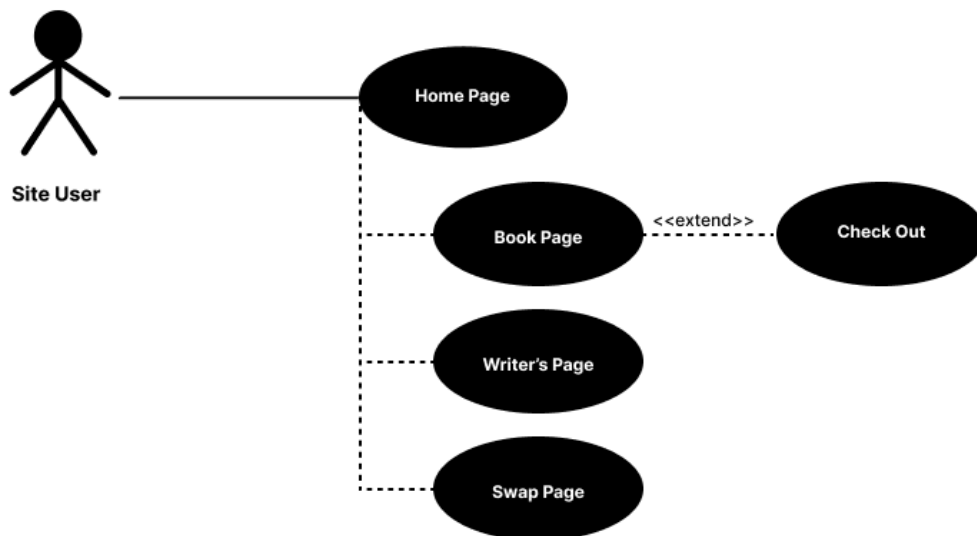 Home Page
Site User
Book Page
<<extend>>
Check Out
Writer’s Page
Swap Page